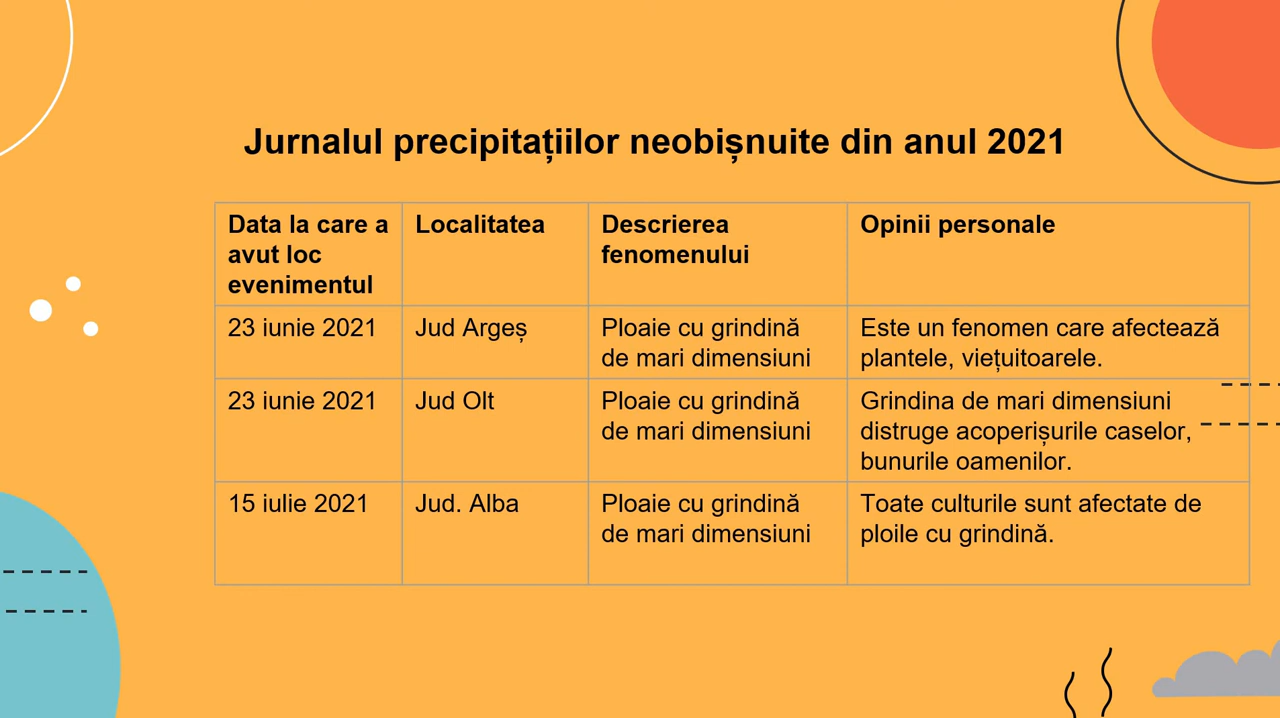 Jurnalul precipitațiilor neobișnuite din anul 2021
Data la care a
avut loc
evenimentul
Localitatea
Descrierea
fenomenului
Opinii personale
23 iunie 2021
Jud Argeș
Ploaie cu grindină
de mari dimensiuni
Este un fenomen care afectează
plantele, viețuitoarele.
23 iunie 2021
Jud Olt
Ploaie cu grindină
de mari dimensiuni
Grindina de mari dimensiuni
distruge acoperișurile caselor,
bunurile oamenilor.
15 iulie 2021
Jud. Alba
Ploaie cu grindină
de mari dimensiuni
Toate culturile sunt afectate de
ploile cu grindină.